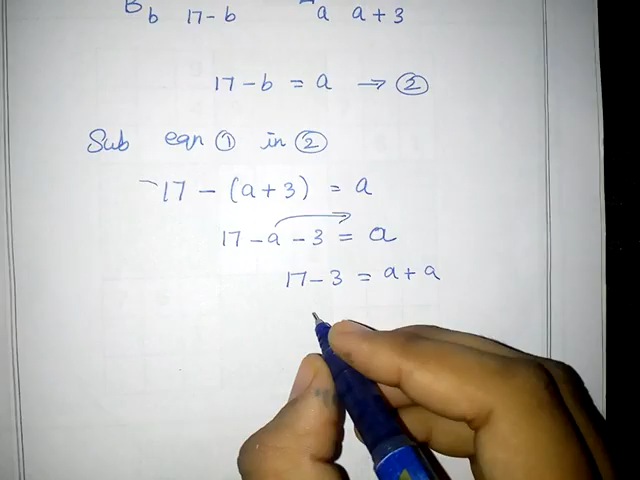 B b 17-b a a+3
17-b = a → ②
Sub eqn ① in ②
17 - (a+3) = a
17-a-3 = a
17-3 = a+a